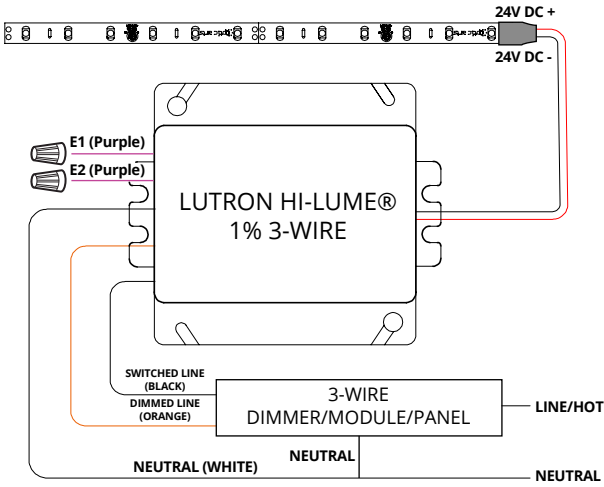 24V DC +
24V DC -
E1 (Purple)
E2 (Purple)
LUTRON HI-LUME®
1% 3-WIRE
SWITCHED LINE
(BLACK)
DIMMED LINE
(ORANGE)
3-WIRE
DIMMER/MODULE/PANEL
LINE/HOT
NEUTRAL
NEUTRAL (WHITE)
NEUTRAL